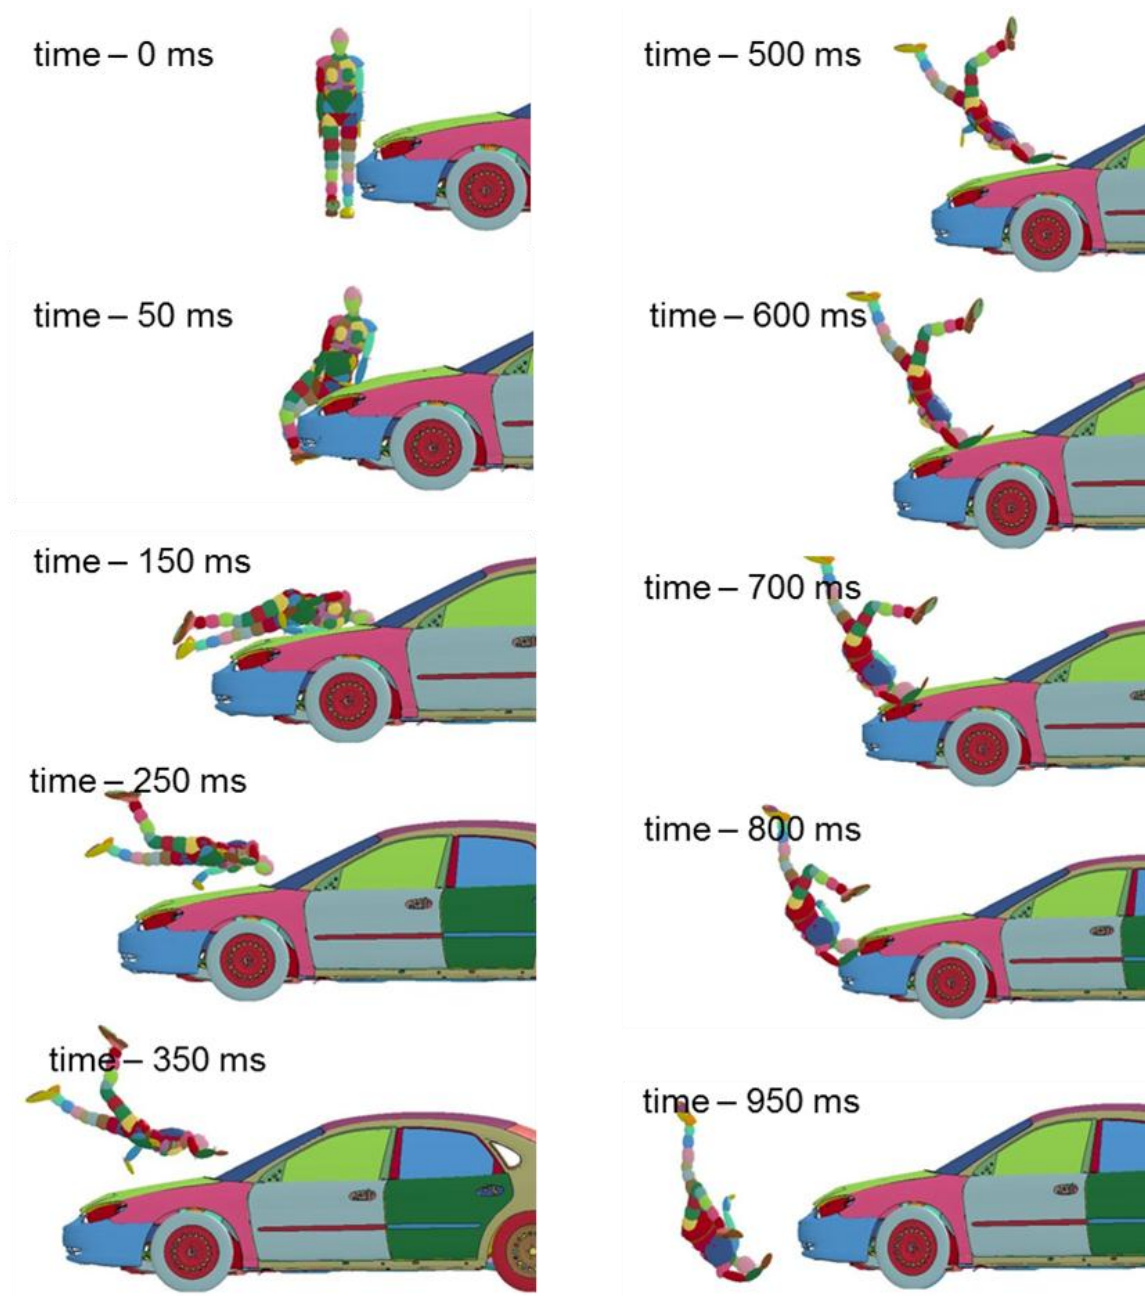 time – 0 ms
time – 50 ms
time – 150 ms
time – 250 ms
time – 350 ms
time – 500 ms
time – 600 ms
time – 700 ms
time – 800 ms
time – 950 ms